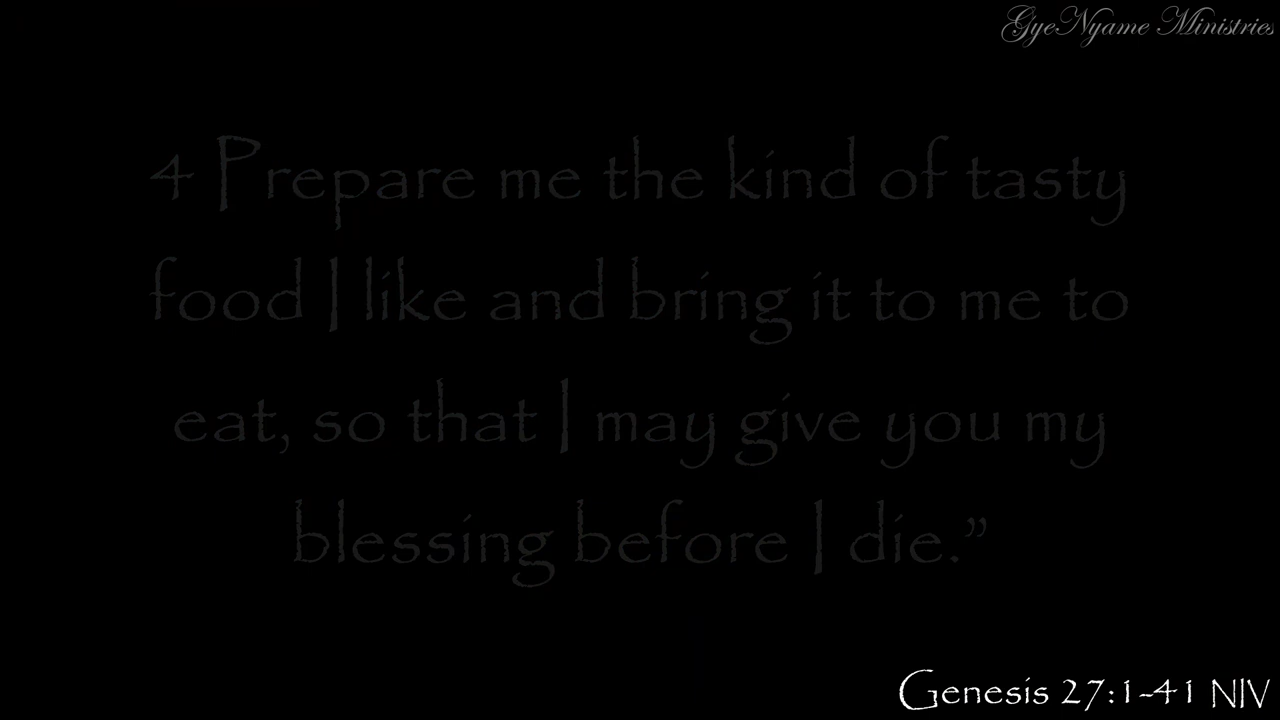 GyeNyame Ministries
4 Prepare me the kind of tasty
food I like and bring it to me to
eat, so that I may give you my
blessing before I die.”
Genesis 27:1-41 NIV